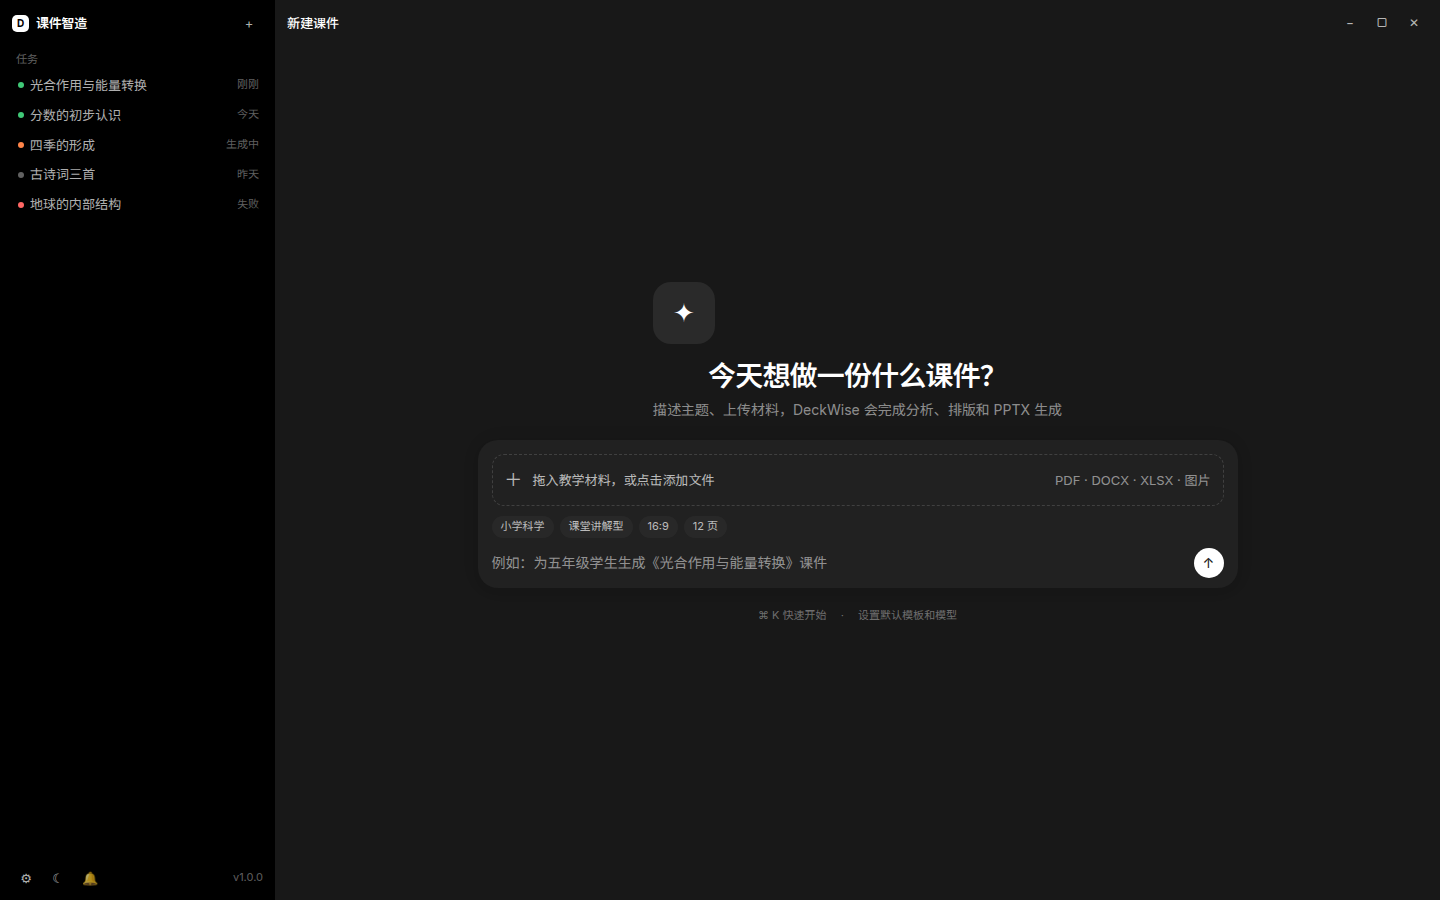 D 课件智造 +
任务
光合作用与能量转换 刚刚
分数的初步认识 今天
四季的形成 生成中
古诗词三首 昨天
地球的内部结构 失败
v1.0.0
新建课件
今天想做一份什么课件？
描述主题、上传材料，DeckWise 会完成分析、排版和 PPTX 生成
拖入教学材料，或点击添加文件 PDF · DOCX · XLSX · 图片
小学科学 课堂讲解型 16:9 12 页
例如：为五年级学生生成《光合作用与能量转换》课件
⌘ K 快速开始 · 设置默认模板和模型